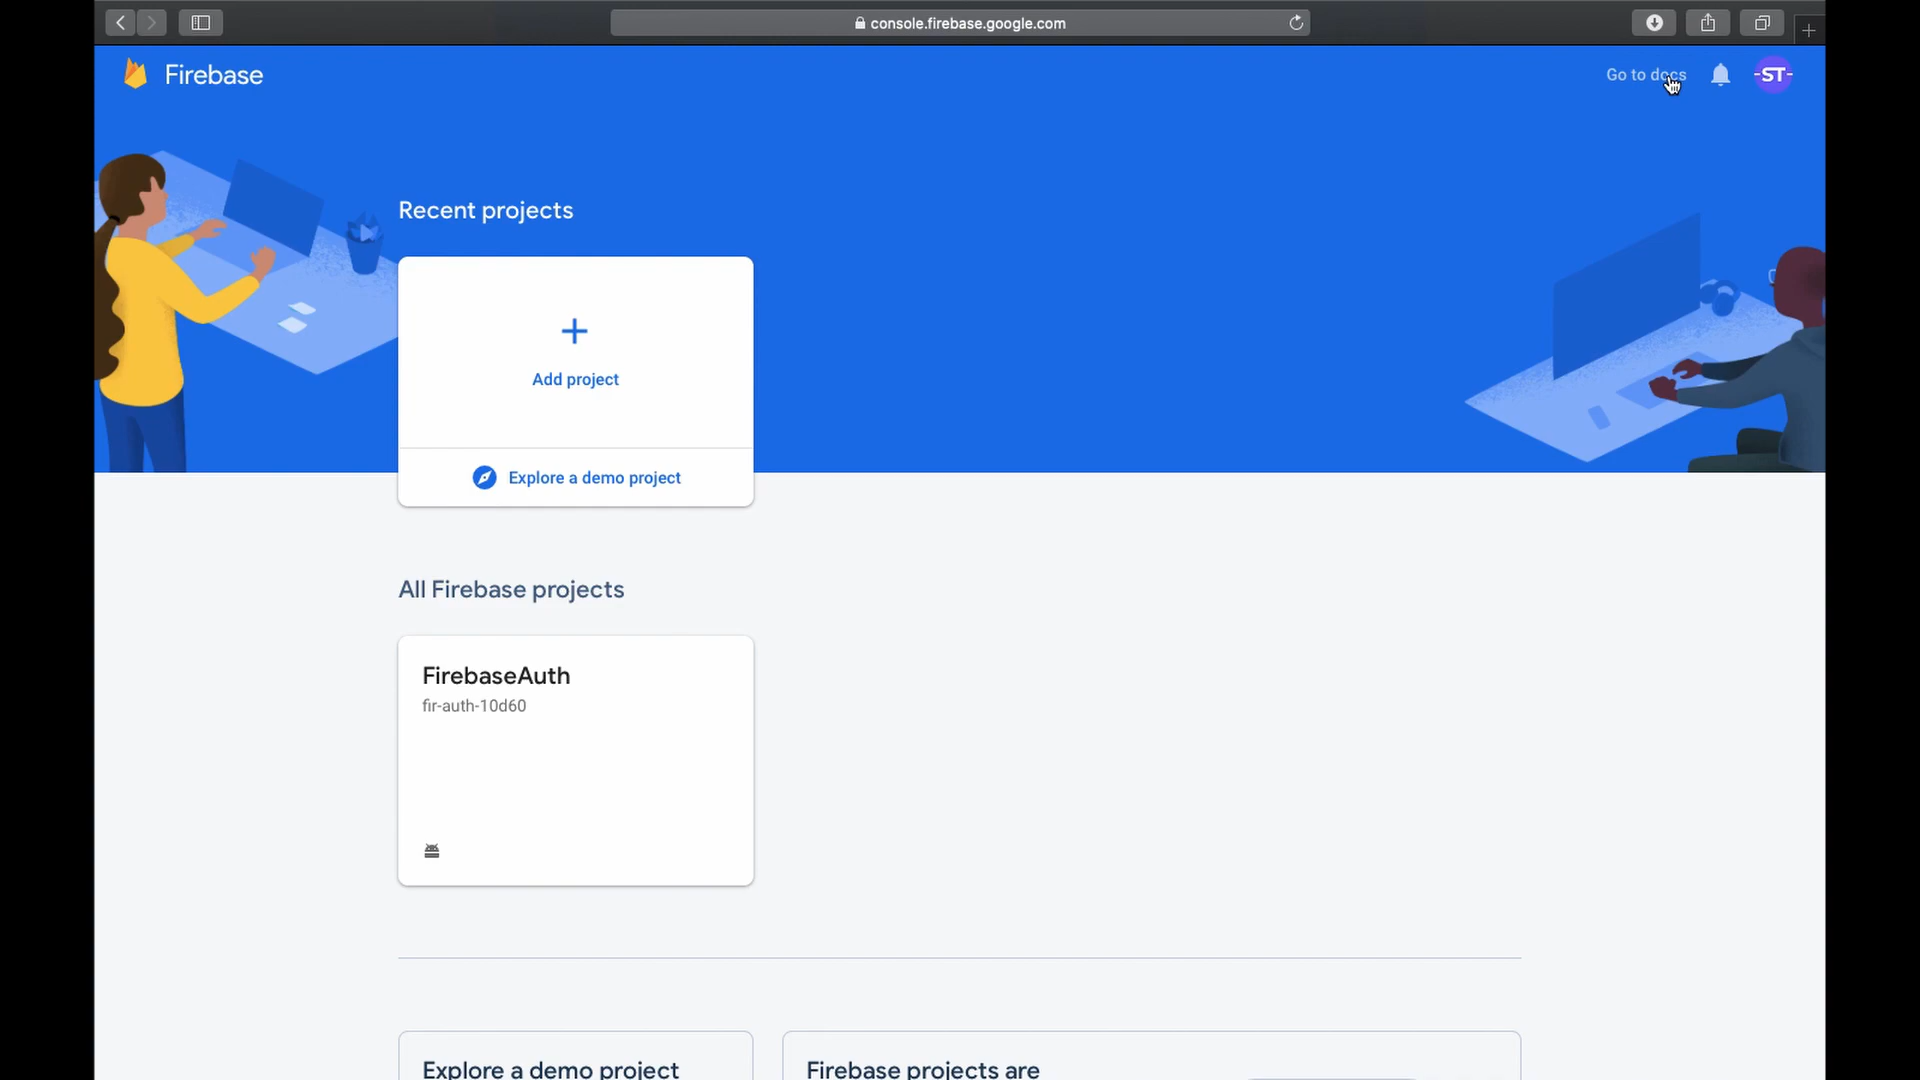 console.firebase.google.com
Firebase
Go to docs
ST
Recent projects
Add project
Explore a demo project
All Firebase projects
FirebaseAuth
fir-auth-10d60
Explore a demo project
Firebase projects are